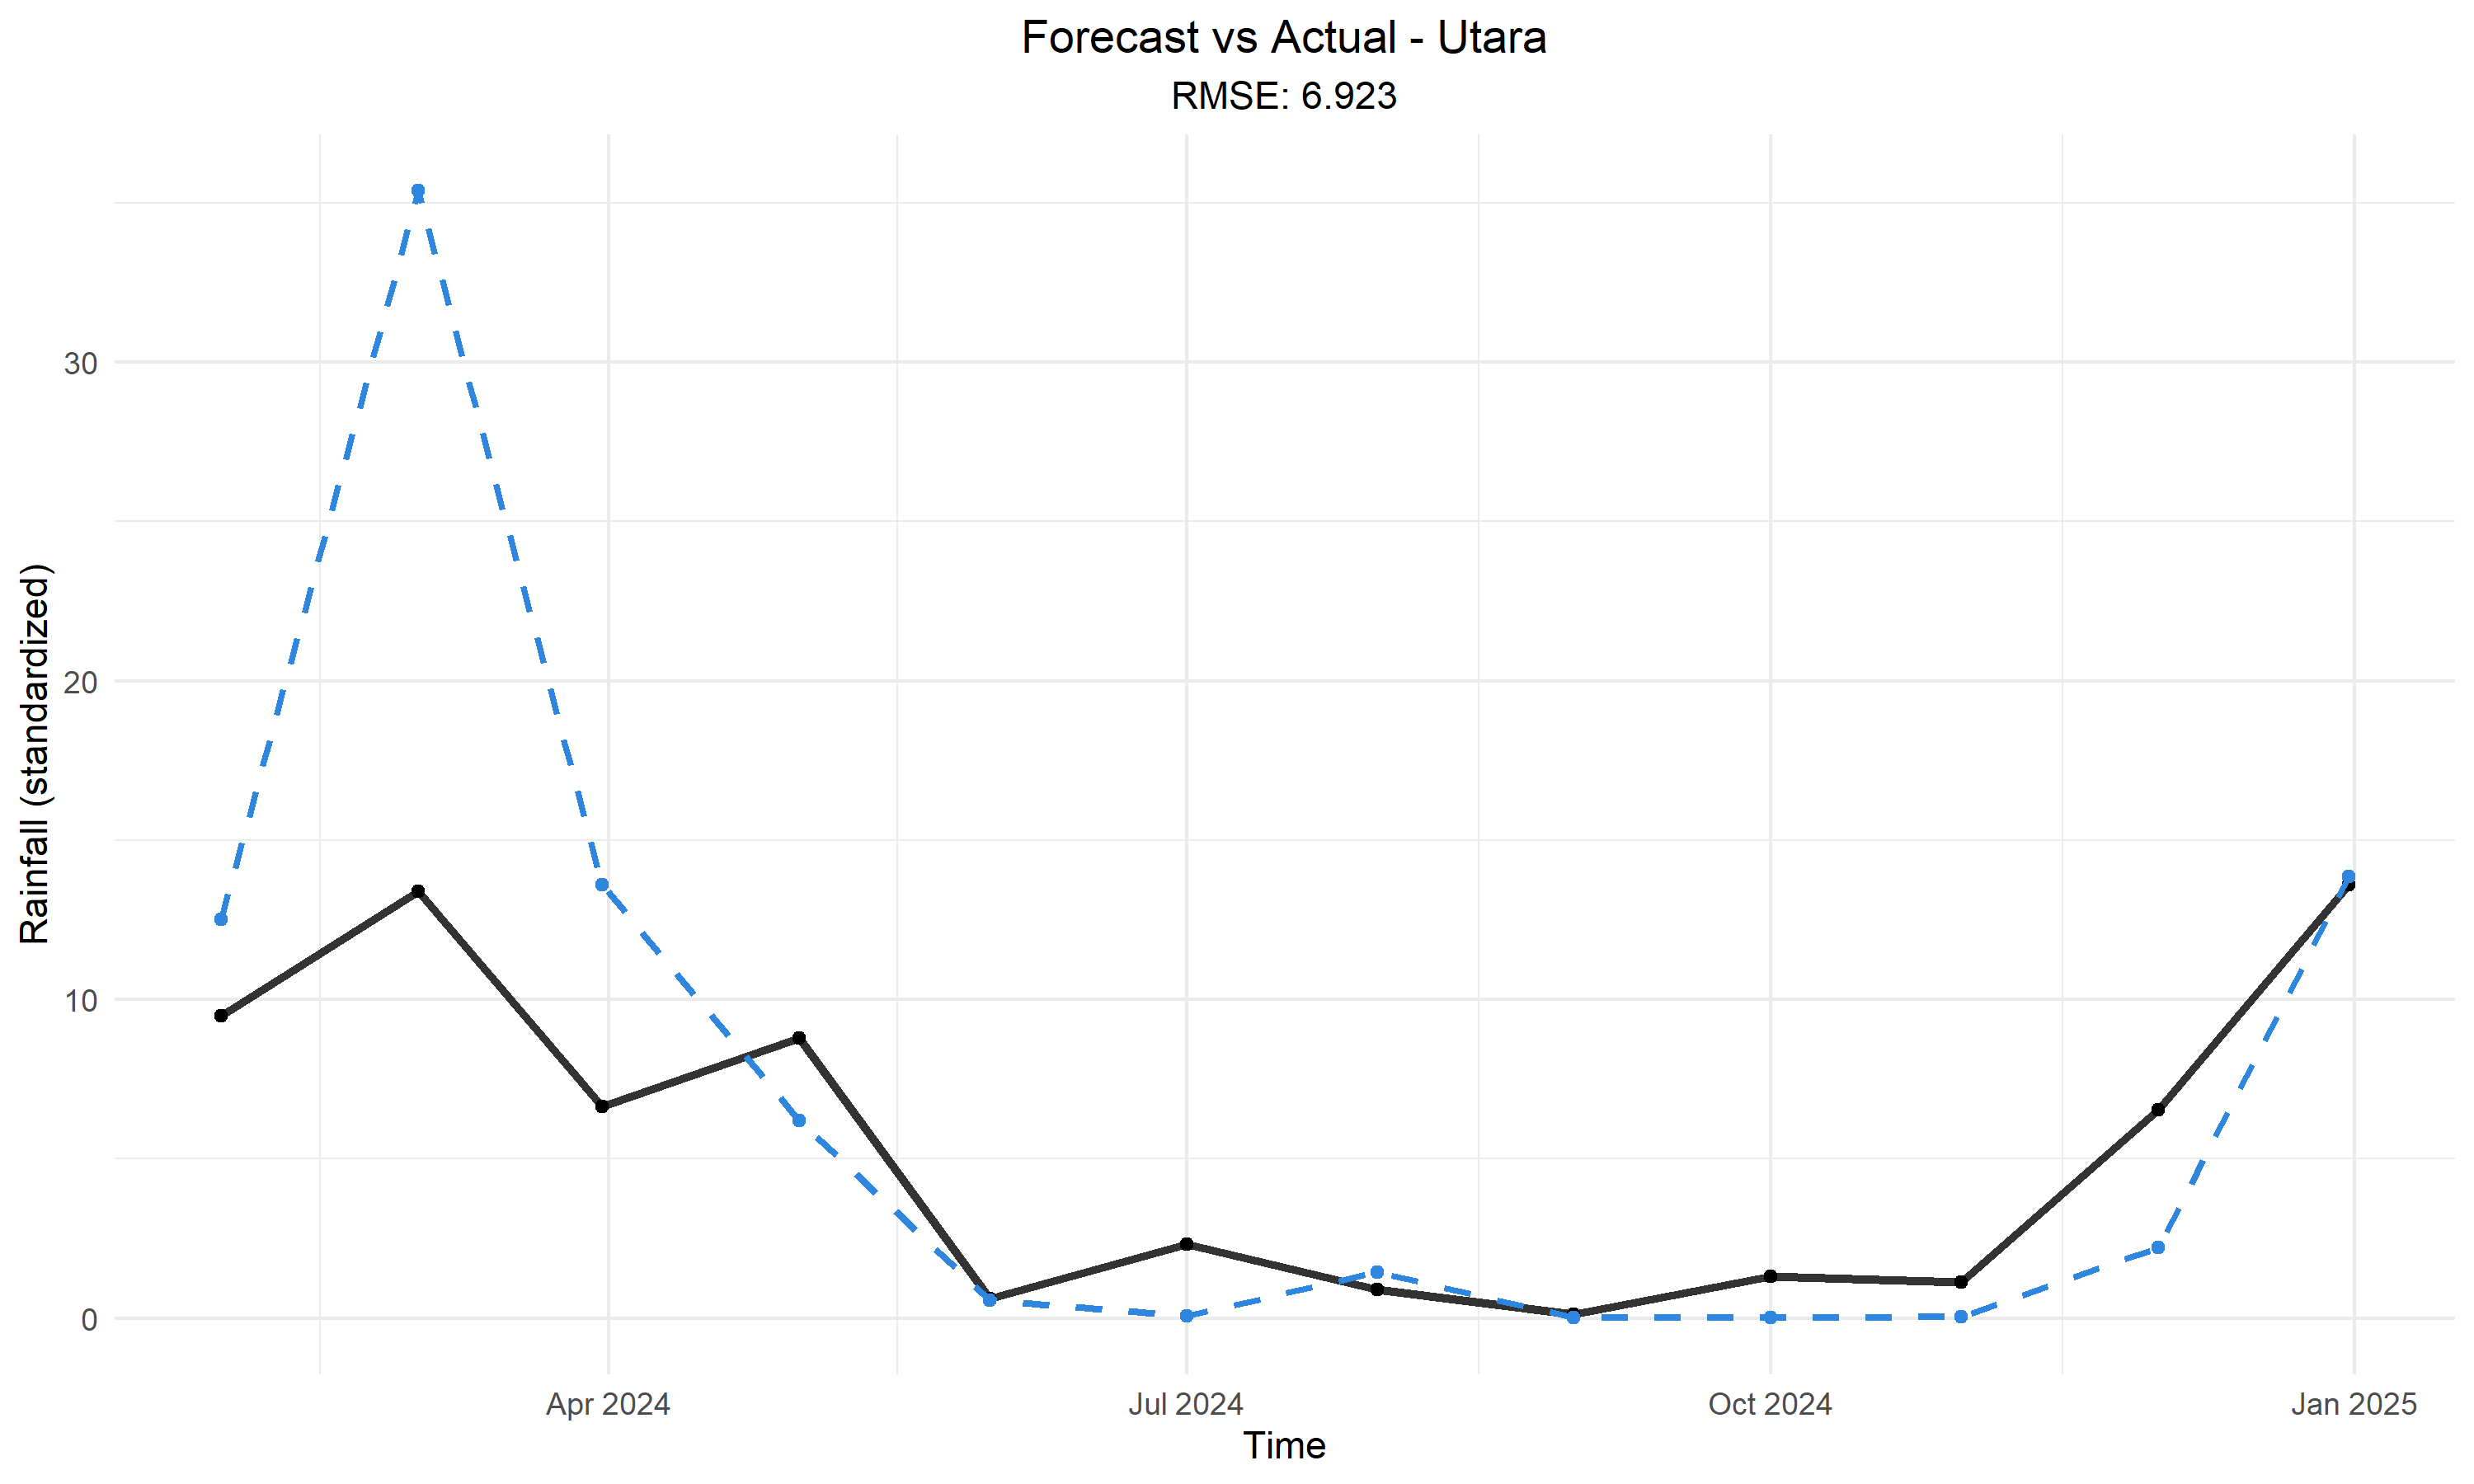 Forecast vs Actual - Utara
RMSE: 6.923
Rainfall (standardized)
30
20
10
0
Apr 2024
Jul 2024
Oct 2024
Jan 2025
Time